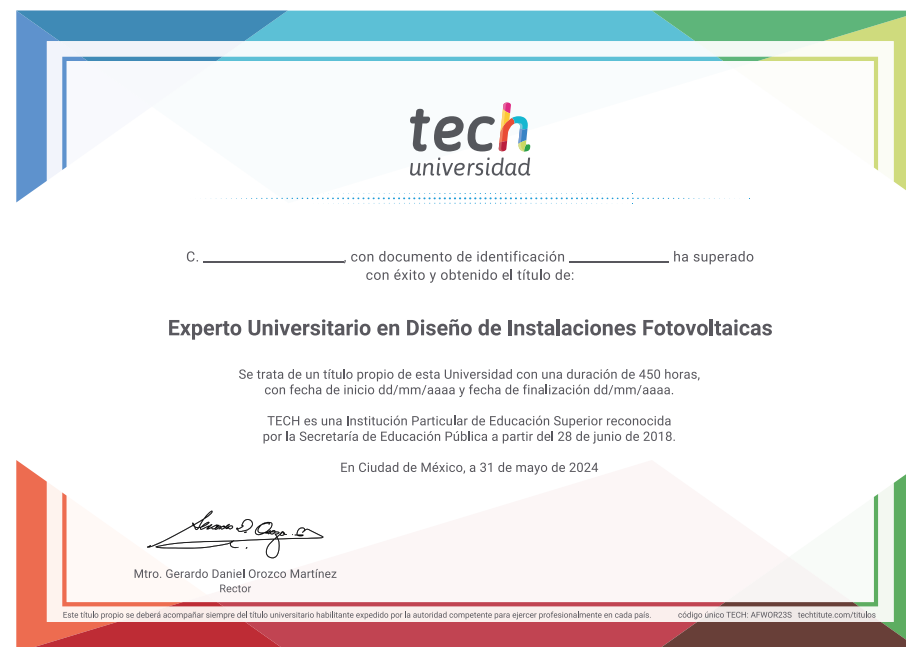 tech
universidad
C. ____________, con documento de identificación _________ ha superado
con éxito y obtenido el título de:
Experto Universitario en Diseño de Instalaciones Fotovoltaicas
Se trata de un título propio de esta Universidad con una duración de 450 horas,
con fecha de inicio dd/mm/aaaa y fecha de finalización dd/mm/aaaa.
TECH es una Institución Particular de Educación Superior reconocida
por la Secretaría de Educación Pública a partir del 28 de junio de 2018.
En Ciudad de México, a 31 de mayo de 2024
Mtro. Gerardo Daniel Orozco Martínez
Rector
Este título propio se deberá acompañar siempre del título universitario habilitante expedido por la autoridad competente para ejercer profesionalmente en cada país. código único TECH: AFWOR23S techtitute.com/titulos